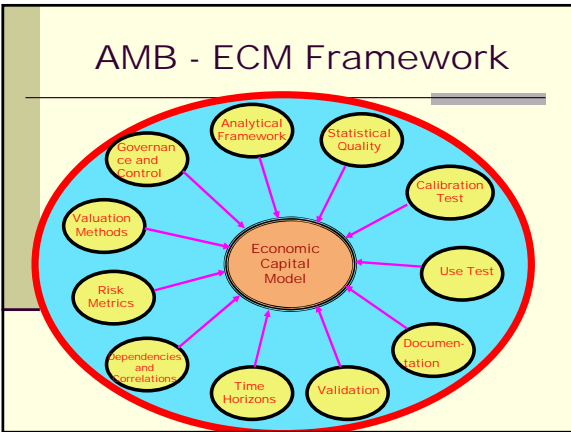 AMB - ECM Framework
Analytical
Framework
Statistical
Quality
Governan
ce and
Control
Calibration
Test
Valuation
Methods
Economic
Capital
Model
Use Test
Risk
Metrics
Documen-
tation
Dependencies
and
Correlations
Time
Horizons
Validation